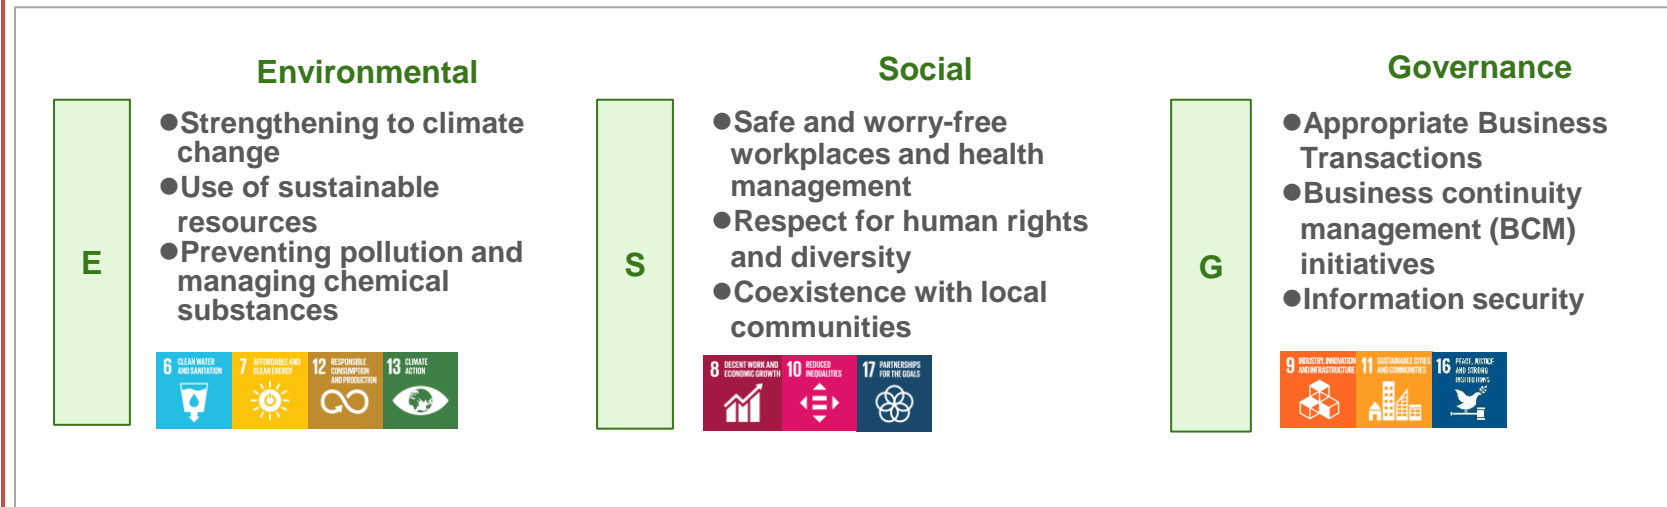 Environmental
E
●Strengthening to climate
change
●Use of sustainable
resources
●Preventing pollution and
managing chemical
substances
6 CLEAN WATER
AND SANITATION
7 AFFORDABLE AND
CLEAN ENERGY
12 RESPONSIBLE
CONSUMPTION
AND PRODUCTION
13 CLIMATE
ACTION
Social
S
●Safe and worry-free
workplaces and health
management
●Respect for human rights
and diversity
●Coexistence with local
communities
8 DECENT WORK AND
ECONOMIC GROWTH
10 REDUCED
INEQUALITIES
17 PARTNERSHIPS
FOR THE GOALS
Governance
G
●Appropriate Business
Transactions
●Business continuity
management (BCM)
initiatives
●Information security
9 INDUSTRY, INNOVATION
AND INFRASTRUCTURE
11 SUSTAINABLE CITIES
AND COMMUNITIES
16 PEACE, JUSTICE
AND STRONG
INSTITUTIONS